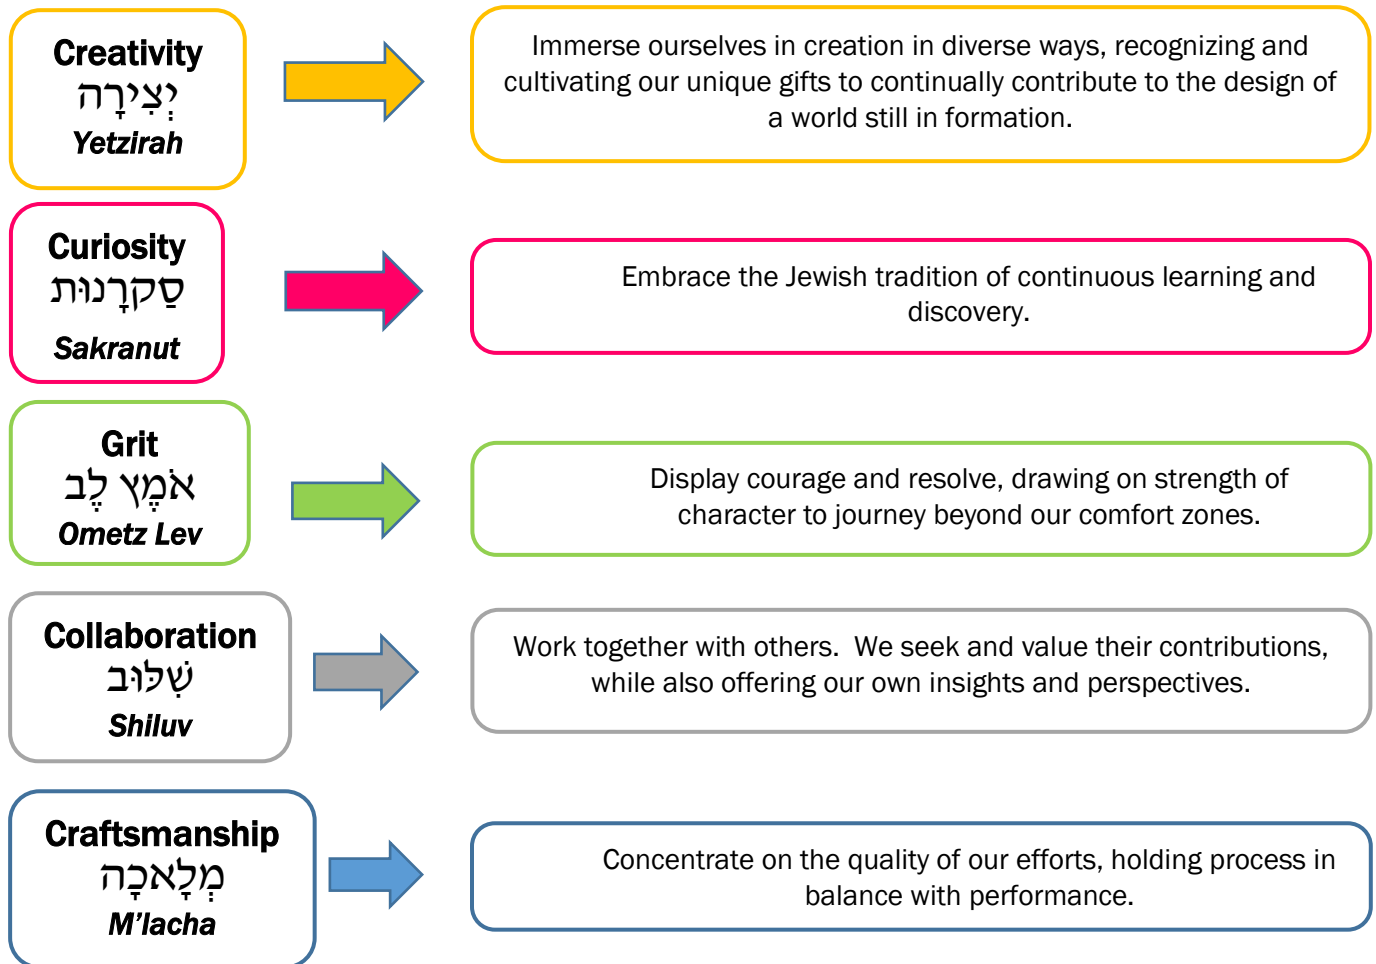 Creativity
יְצִירָה
Yetzirah
Immerse ourselves in creation in diverse ways, recognizing and
cultivating our unique gifts to continually contribute to the design of
a world still in formation.
Curiosity
סַקרָנוּת
Sakranut
Embrace the Jewish tradition of continuous learning and
discovery.
Grit
אֹמֶץ לֶב
Ometz Lev
Display courage and resolve, drawing on strength of
character to journey beyond our comfort zones.
Collaboration
שִׁלּוּב
Shiluv
Work together with others.  We seek and value their contributions,
while also offering our own insights and perspectives.
Craftsmanship
מְלָאכָה
M’lacha
Concentrate on the quality of our efforts, holding process in
balance with performance.